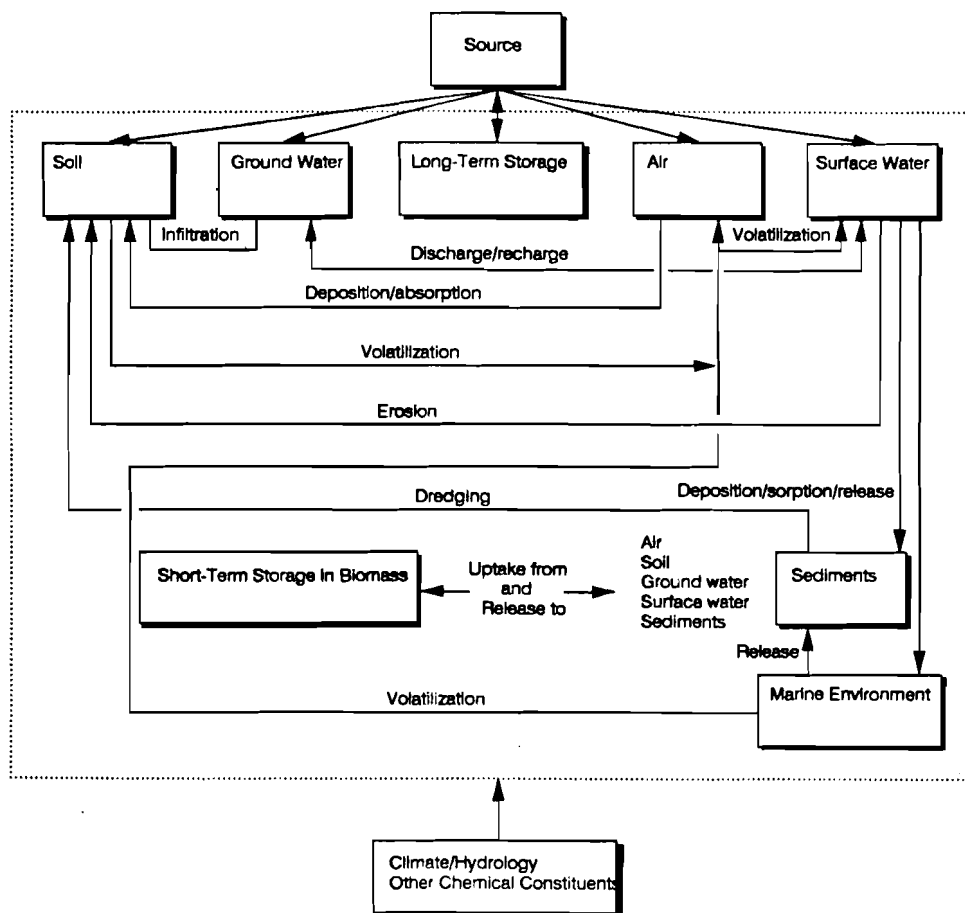 Source
Soil
Ground Water
Long-Term Storage
Air
Surface Water
Infiltration
Volatilization
Discharge/recharge
Deposition/absorption
Volatilization
Erosion
Dredging
Deposition/sorption/release
Short-Term Storage in Biomass
Uptake from
and
Release to
Air
Soil
Ground water
Surface water
Sediments
Sediments
Release
Volatilization
Marine Environment
Climate/Hydrology
Other Chemical Constituents